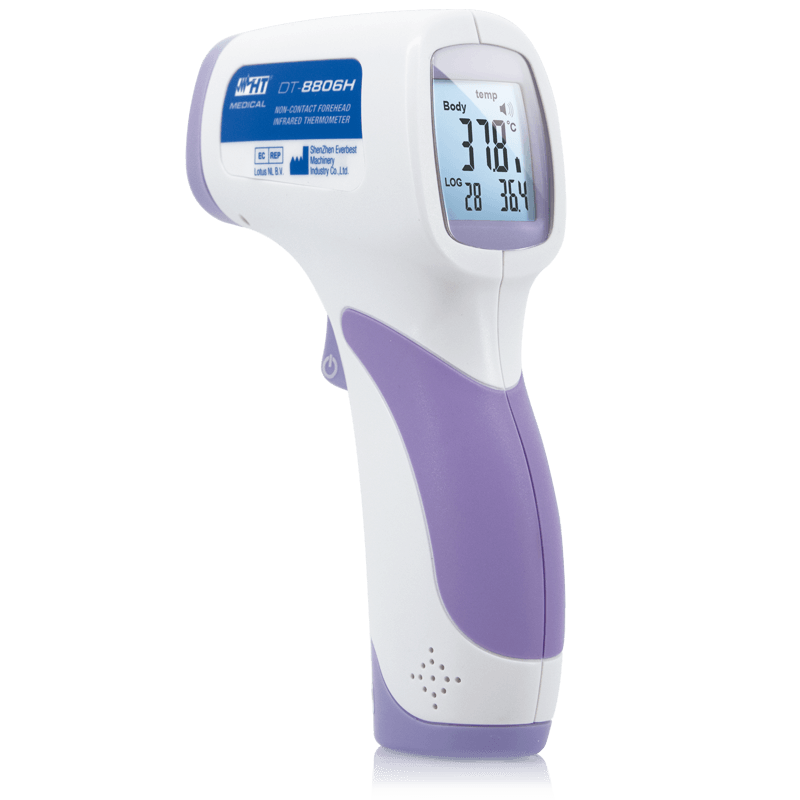 HT DT-8806H
MEDICAL
NON-CONTACT FOREHEAD
INFRARED THERMOMETER
EC REP
Lotus NL B.V.
ShenZhen Everbest
Machinery
Industry Co.,Ltd.
temp
Body
37.8 °C
LOG 28 36.4